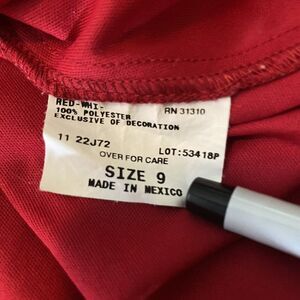 RED-WHI- RN 31310
100% POLYESTER
EXCLUSIVE OF DECORATION
11 22J72 LOT:53418P
OVER FOR CARE
SIZE 9
MADE IN MEXICO